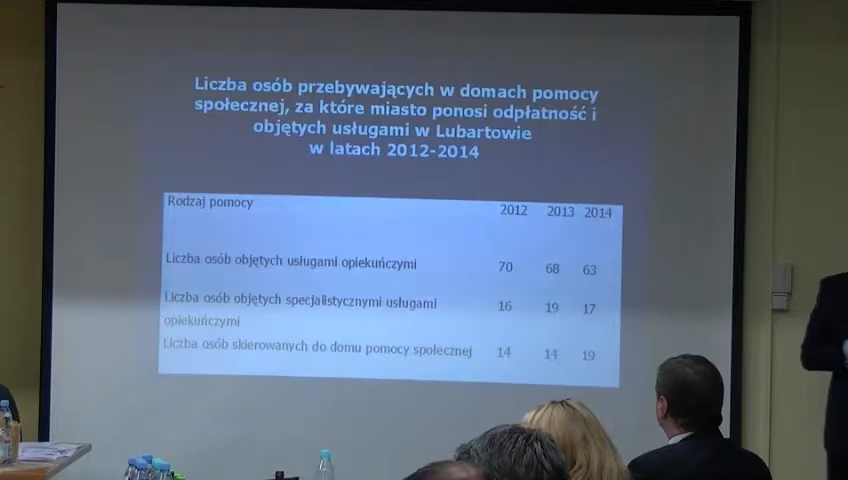 Liczba osób przebywających w domach pomocy
społecznej, za które miasto ponosi odpłatność i
objętych usługami w Lubartowie
w latach 2012-2014
Rodzaj pomocy 2012 2013 2014
Liczba osób objętych usługami opiekuńczymi 70 68 63
Liczba osób objętych specjalistycznymi usługami 16 19 17
opiekuńczymi
Liczba osób skierowanych do domu pomocy społecznej 14 14 19